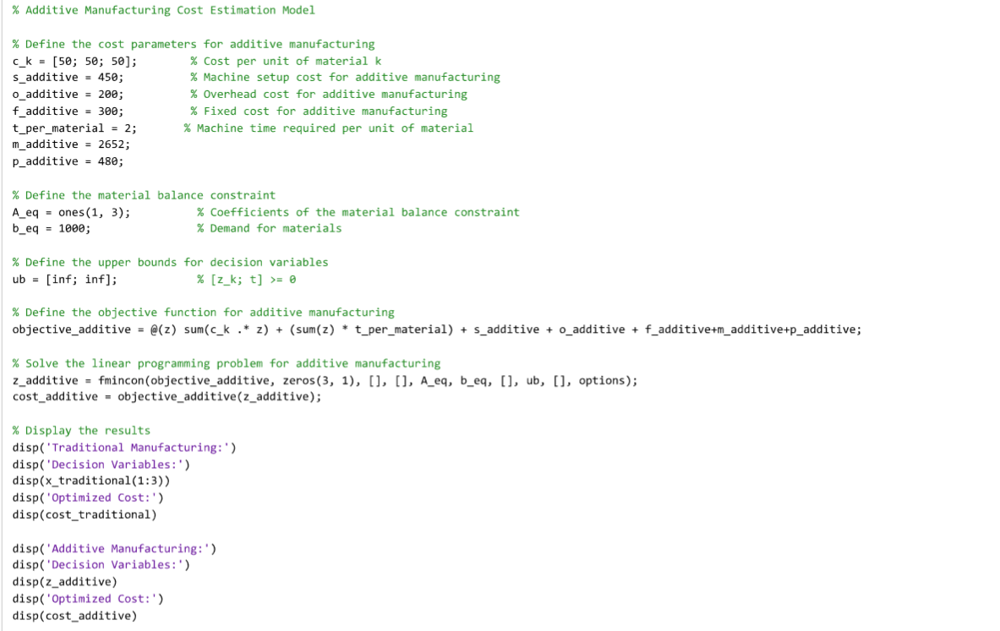 % Additive Manufacturing Cost Estimation Model
% Define the cost parameters for additive manufacturing
c_k = [50; 50; 50];        % Cost per unit of material k
s_additive = 450;          % Machine setup cost for additive manufacturing
o_additive = 200;          % Overhead cost for additive manufacturing
f_additive = 300;          % Fixed cost for additive manufacturing
t_per_material = 2;       % Machine time required per unit of material
m_additive = 2652;
p_additive = 480;
% Define the material balance constraint
A_eq = ones(1, 3);          % Coefficients of the material balance constraint
b_eq = 1000;                % Demand for materials
% Define the upper bounds for decision variables
ub = [inf; inf];            % [z_k; t] >= 0
% Define the objective function for additive manufacturing
objective_additive = @(z) sum(c_k .* z) + (sum(z) * t_per_material) + s_additive + o_additive + f_additive+m_additive+p_additive;
% Solve the linear programming problem for additive manufacturing
z_additive = fmincon(objective_additive, zeros(3, 1), [], [], A_eq, b_eq, [], ub, [], options);
cost_additive = objective_additive(z_additive);
% Display the results
disp('Traditional Manufacturing:')
disp('Decision Variables:')
disp(x_traditional(1:3))
disp('Optimized Cost:')
disp(cost_traditional)
disp('Additive Manufacturing:')
disp('Decision Variables:')
disp(z_additive)
disp('Optimized Cost:')
disp(cost_additive)